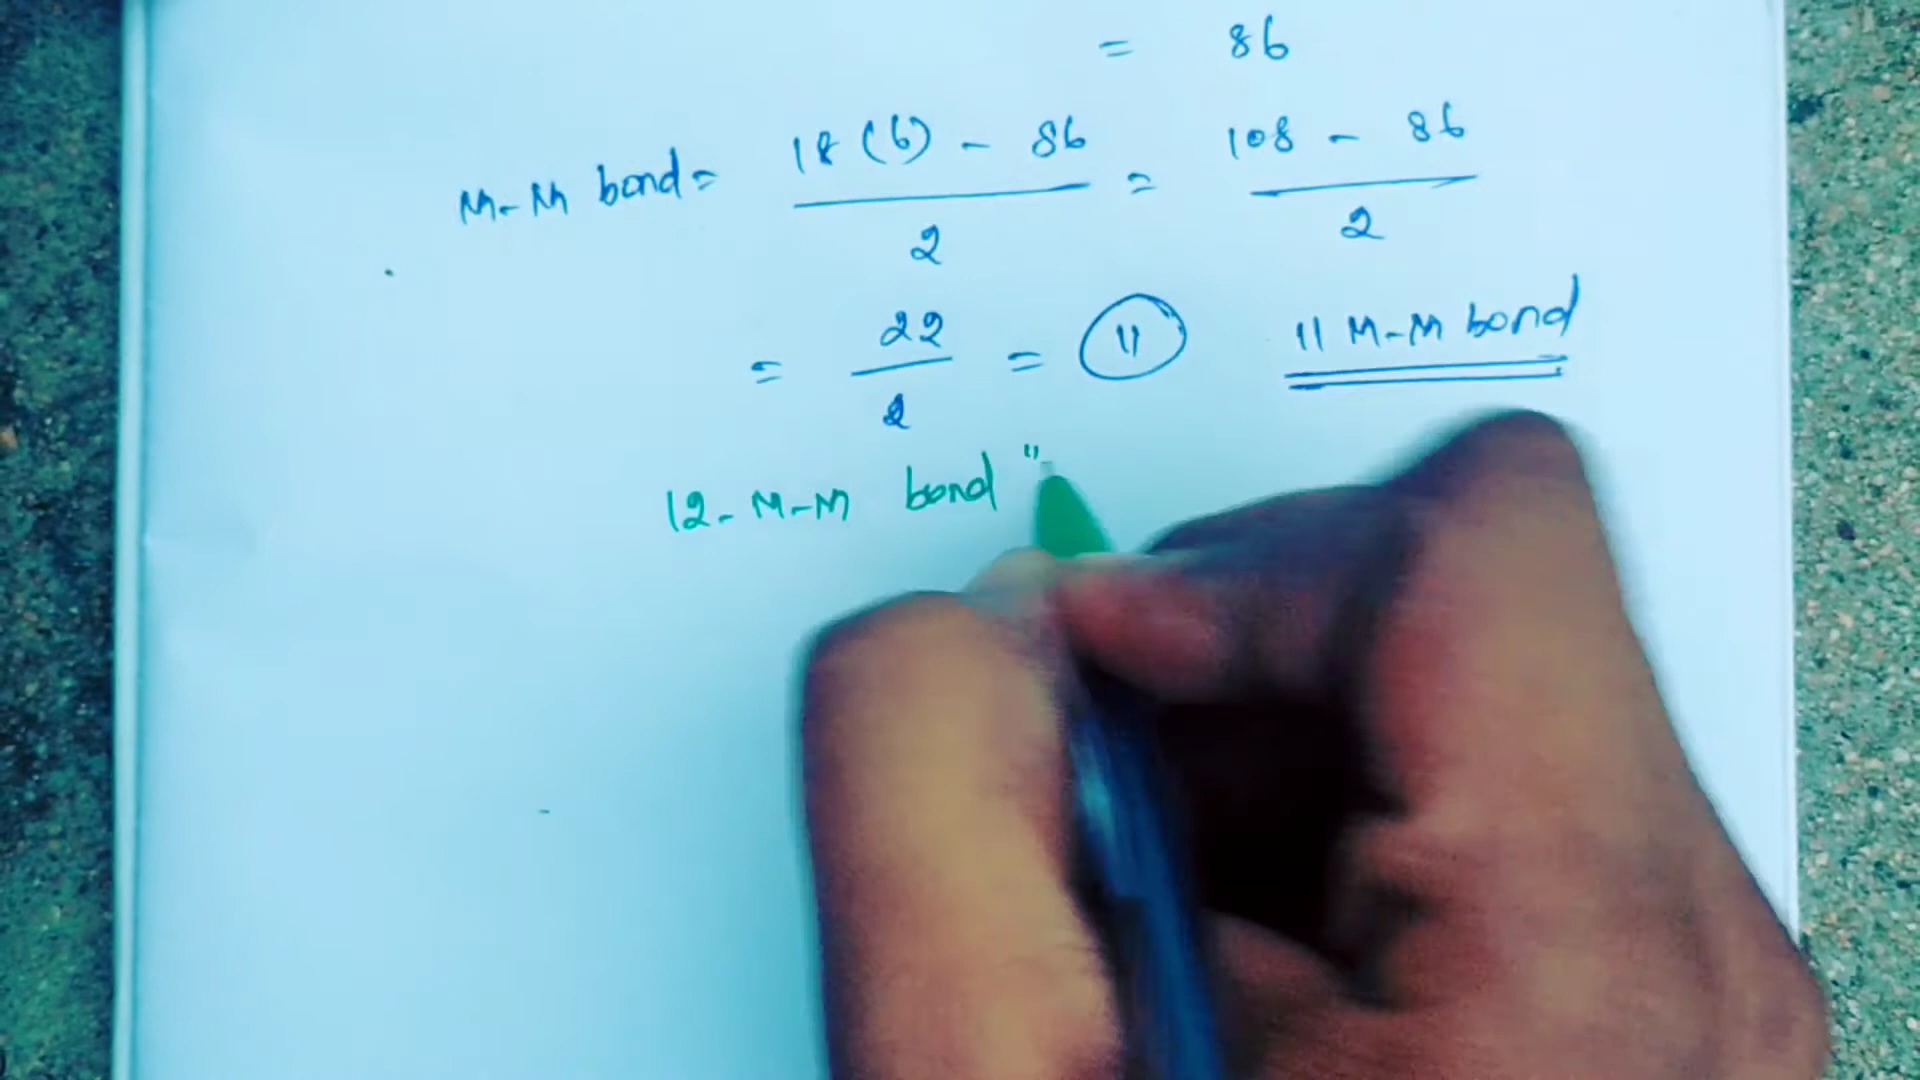 = 86
M-M bond = 18 (6) - 86 / 2 = 108 - 86 / 2
= 22 / 2 = 11 11 M-M bond
12 - M-M bond "